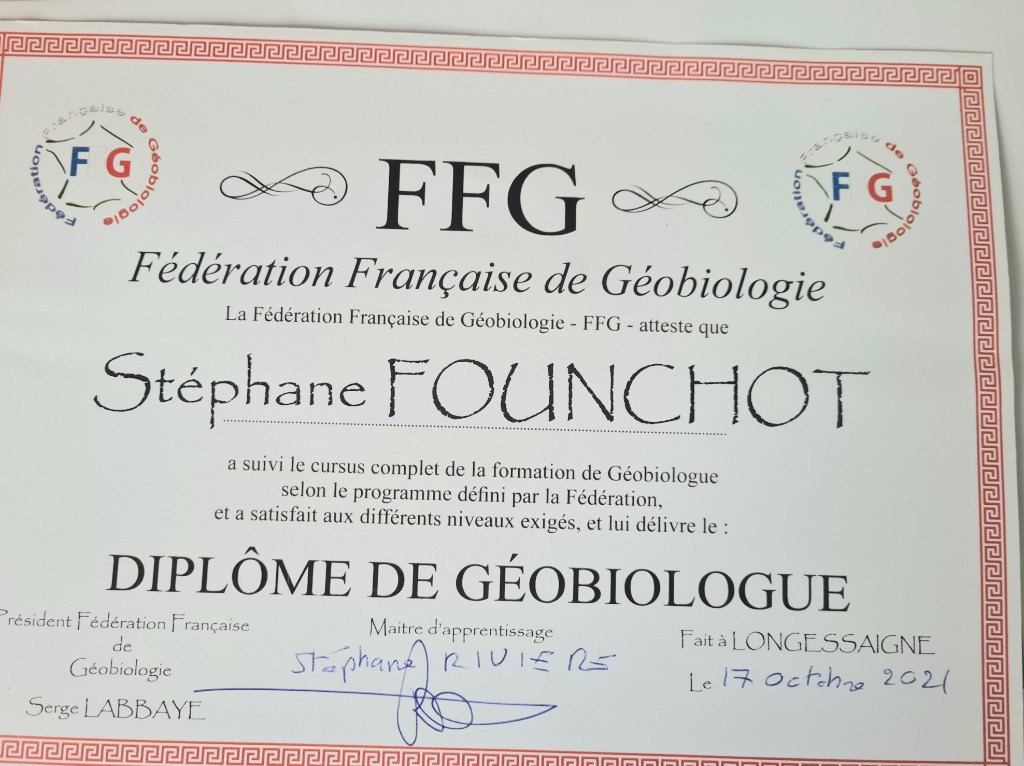 Fédération Française de Géobiologie
FFG
Fédération Française de Géobiologie
FG
FFG
Fédération Française de Géobiologie
La Fédération Française de Géobiologie - FFG - atteste que
Stéphane FOUNCHOT
a suivi le cursus complet de la formation de Géobiologue
selon le programme défini par la Fédération,
et a satisfait aux différents niveaux exigés, et lui délivre le :
DIPLÔME DE GÉOBIOLOGUE
Président Fédération Française
de
Géobiologie
Serge LABBAYE
Maitre d'apprentissage
Stéphane RIVIERE
Fait à LONGESSAIGNE
Le 17 octobre 2021